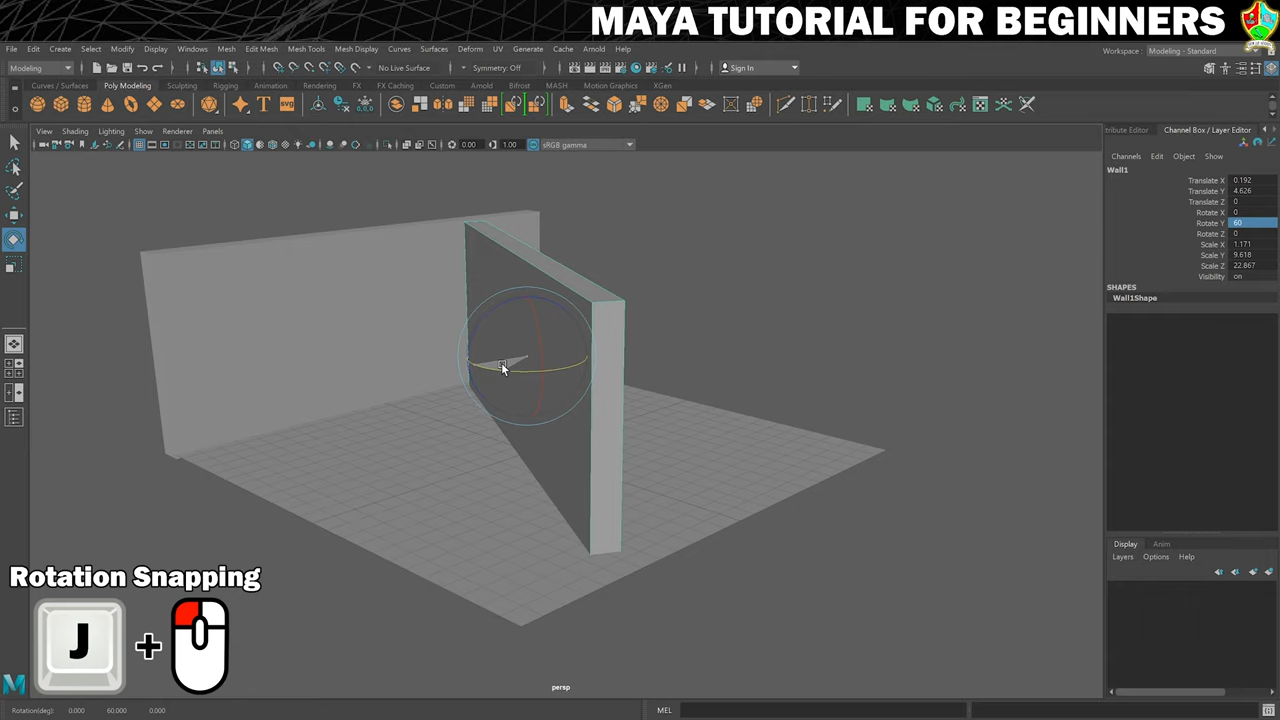 MAYA TUTORIAL FOR BEGINNERS
File Edit Create Select Modify Display Windows Mesh Edit Mesh Mesh Tools Mesh Display Curves Surfaces Deform UV Generate Cache Arnold Help
Workspace : Modeling - Standard
Modeling No Live Surface Symmetry: Off Sign In
Curves / Surfaces Poly Modeling Sculpting Rigging FX FX Caching Custom Arnold Bifrost MASH Motion Graphics XGen
View Shading Lighting Show Renderer Panels
0.00 1.00 sRGB gamma
tribute Editor Channel Box / Layer Editor
Channels Edit Object Show
Wall1
Translate X 0.192
Translate Y 4.626
Translate Z 0
Rotate X 0
Rotate Y 60
Rotate Z 0
Scale X 1.171
Scale Y 9.618
Scale Z 22.867
Visibility on
SHAPES
Wall1Shape
Display Anim
Layers Options Help
Rotation Snapping
J +
persp
Rotation(deg): 0.000 60.000 0.000
MEL